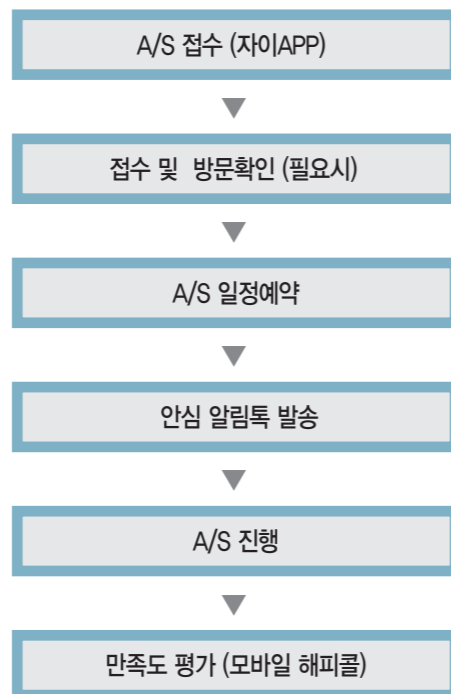 A/S 접수 (자이APP)
접수 및 방문확인 (필요시)
A/S 일정예약
안심 알림톡 발송
A/S 진행
만족도 평가 (모바일 해피콜)